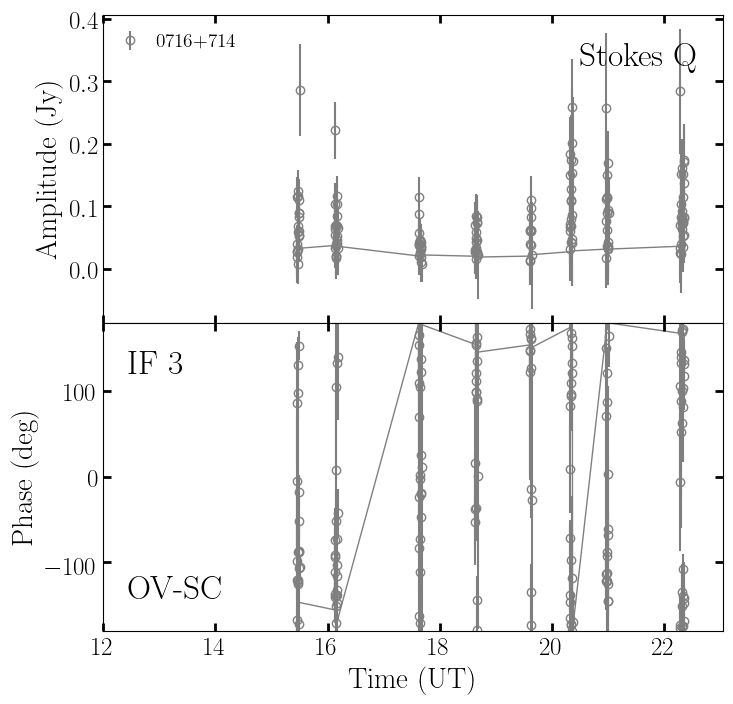 0716+714
Stokes Q
0.4
0.3
0.2
0.1
0.0
Amplitude (Jy)
IF 3
100
0
−100
Phase (deg)
OV-SC
12 14 16 18 20 22
Time (UT)